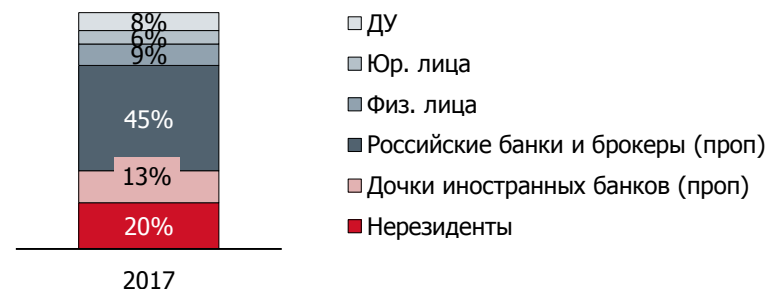 8%
6%
9%
45%
13%
20%
2017
ДУ
Юр. лица
Физ. лица
Российские банки и брокеры (проп)
Дочки иностранных банков (проп)
Нерезиденты